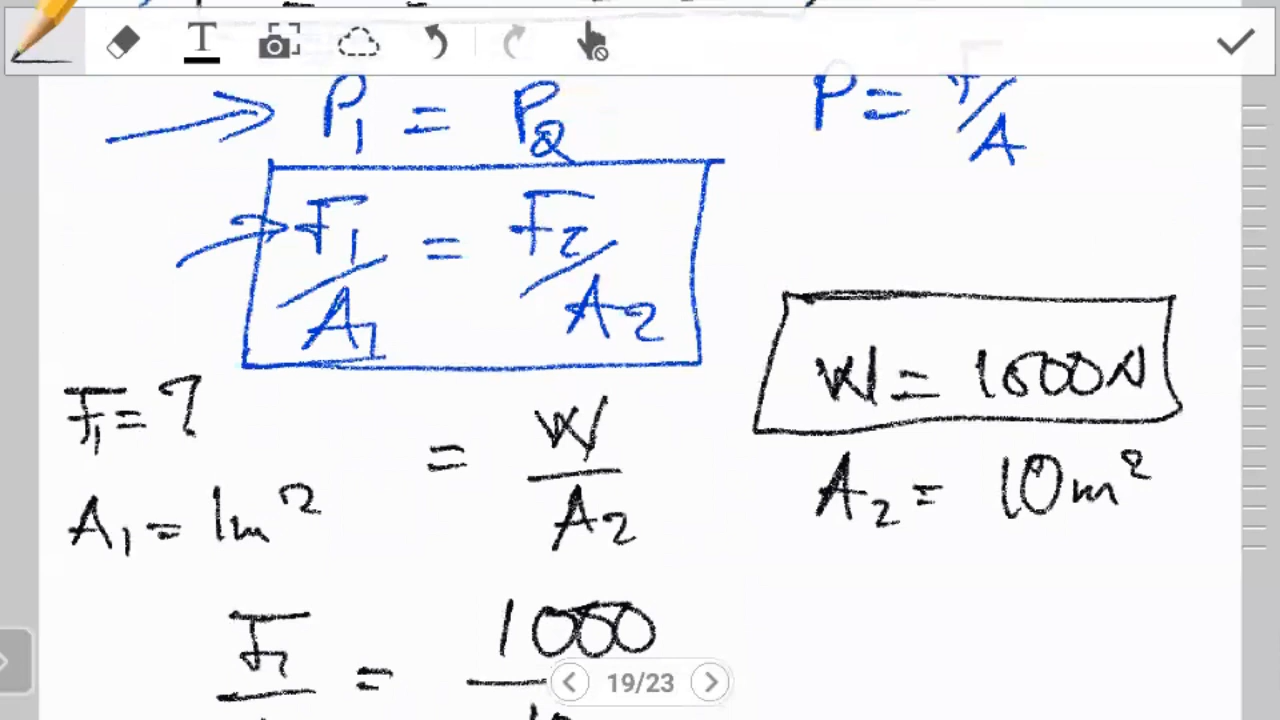 P₁ = P₂
P = F/A
F₁/A₁ = F₂/A₂
W = 1000N
F₁ = ?
= W/A₂
A₂ = 10m²
A₁ = 1m²
F₁ = 1000
19/23